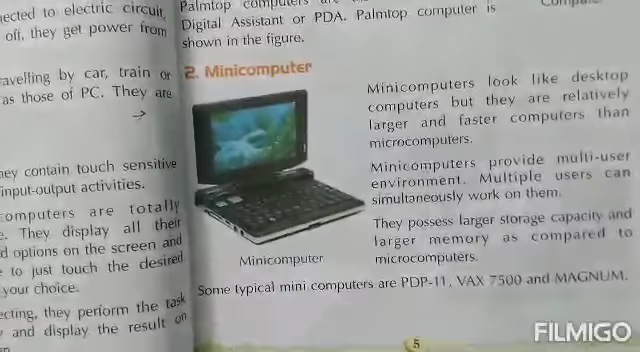 nected to electric circuit,
off, they get power from
avelling by car, train or
as those of PC. They are
hey contain touch sensitive
input-output activities.
computers are totally
e. They display all their
d options on the screen and
to just touch the desired
your choice.
ecting, they perform the task
and display the result on
Palmtop computers are
Digital Assistant or PDA. Palmtop computer is
shown in the figure.
2. Minicomputer
Minicomputers look like desktop
computers but they are relatively
larger and faster computers than
microcomputers.
Minicomputers provide multi-user
environment. Multiple users can
simultaneously work on them.
They possess larger storage capacity and
larger memory as compared to
microcomputers.
Minicomputer
Some typical mini computers are PDP-11, VAX 7500 and MAGNUM.
5
FILMIGO